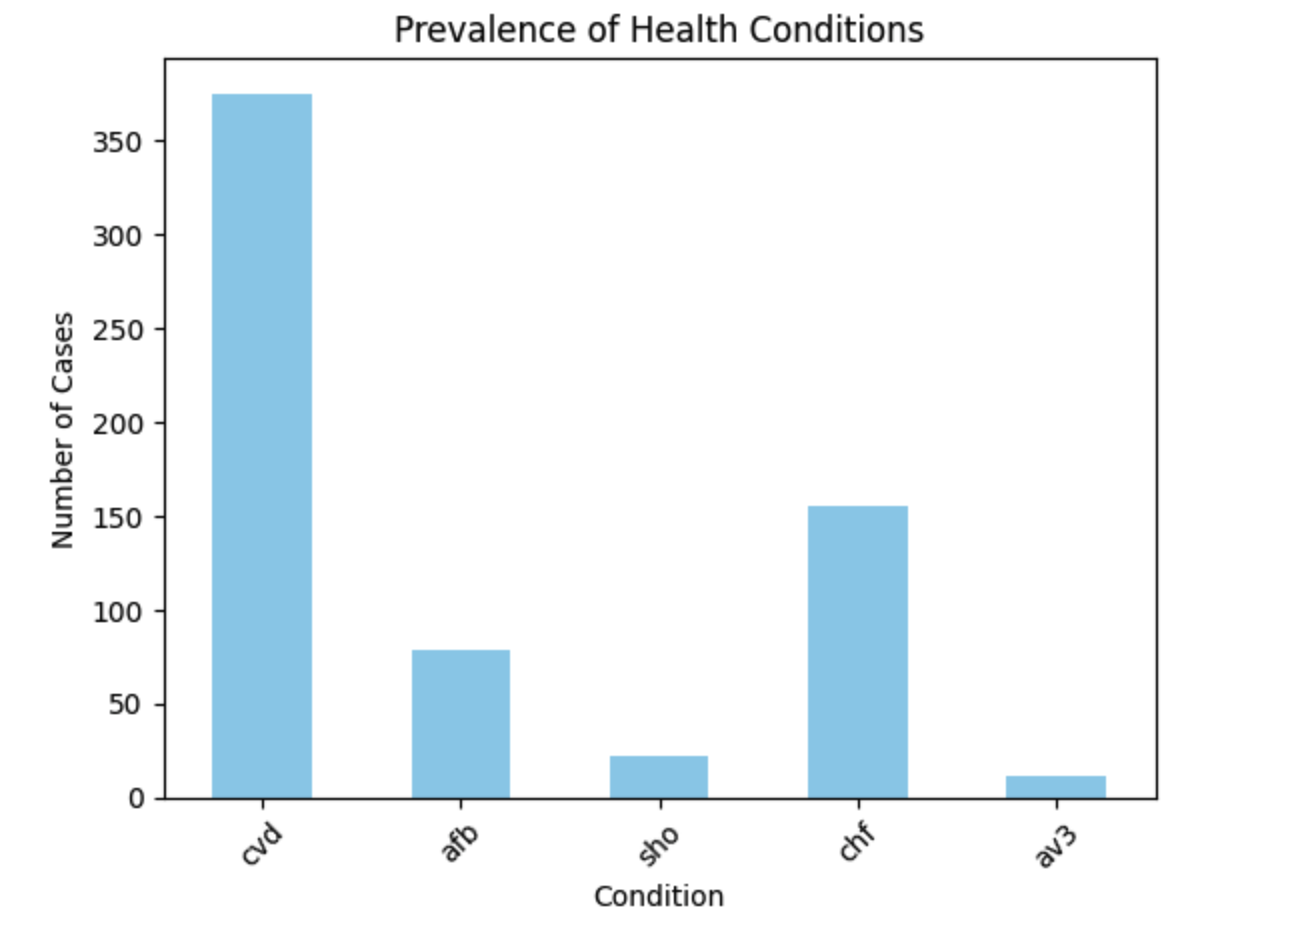 Prevalence of Health Conditions
350
300
250
200
150
100
50
0
Number of Cases
cvd
afb
sho
chf
av3
Condition